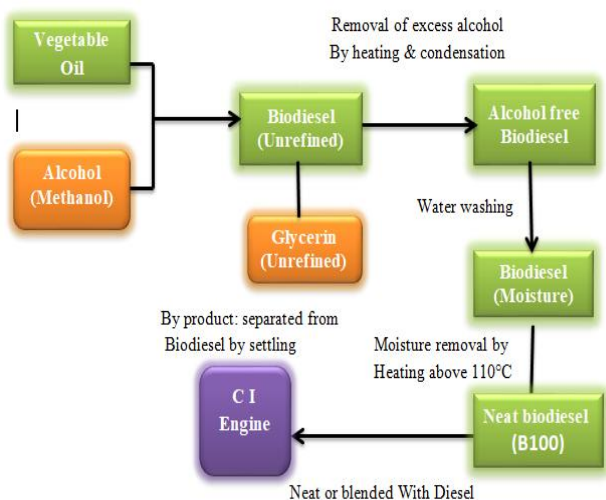 Vegetable
Oil
Removal of excess alcohol
By heating & condensation
Biodiesel
(Unrefined)
Alcohol free
Biodiesel
Alcohol
(Methanol)
Water washing
Glycerin
(Unrefined)
Biodiesel
(Moisture)
By product: separated from
Biodiesel by settling
Moisture removal by
Heating above 110°C
C I
Engine
Neat biodiesel
(B100)
Neat or blended With Diesel